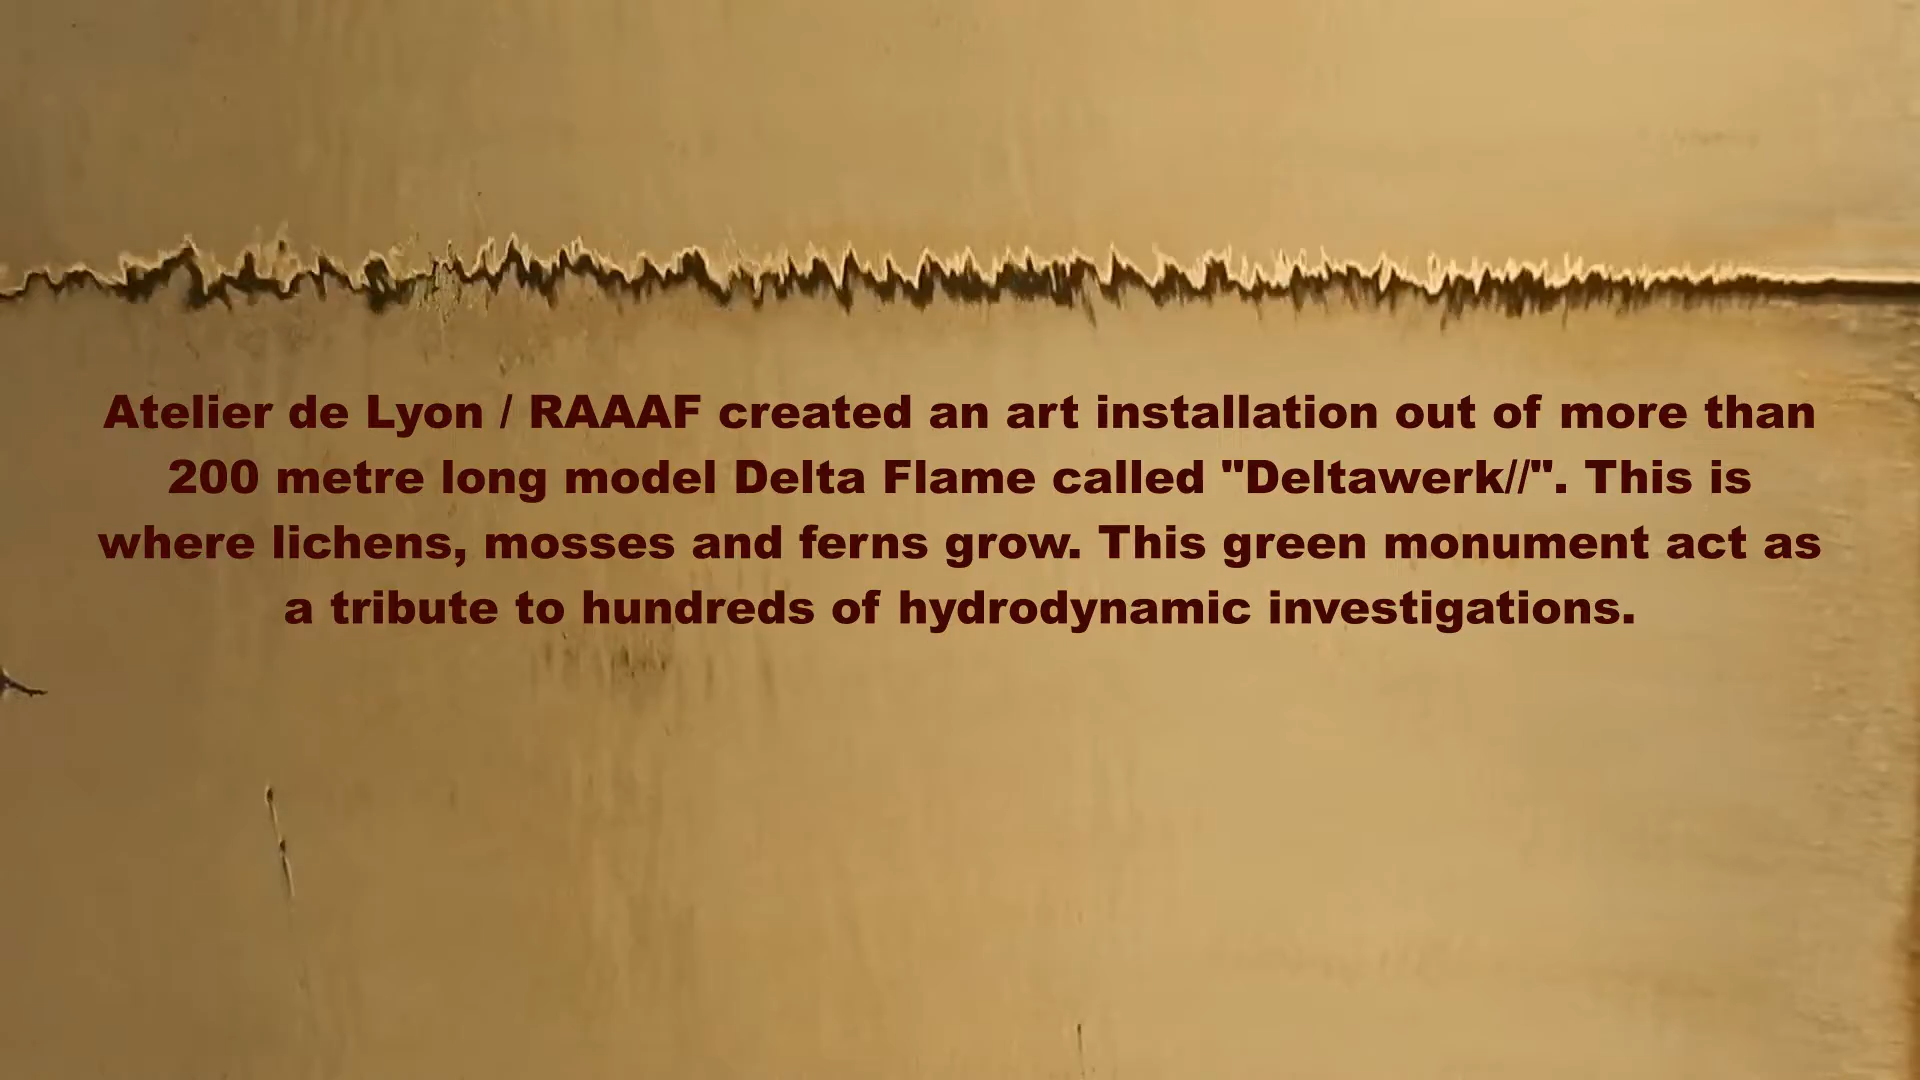 Atelier de Lyon / RAAAF created an art installation out of more than
200 metre long model Delta Flame called "Deltawerk//". This is
where lichens, mosses and ferns grow. This green monument act as
a tribute to hundreds of hydrodynamic investigations.